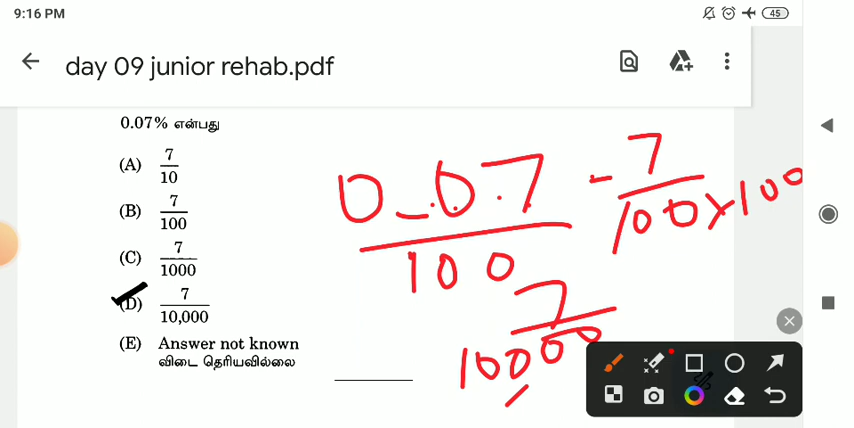 9:16 PM
45
day 09 junior rehab.pdf
0.07% என்பது
(A) 7/10
(B) 7/100
(C) 7/1000
(D) 7/10,000
(E) Answer not known
விடை தெரியவில்லை
0.07/100 - 7/100×100
7/10000